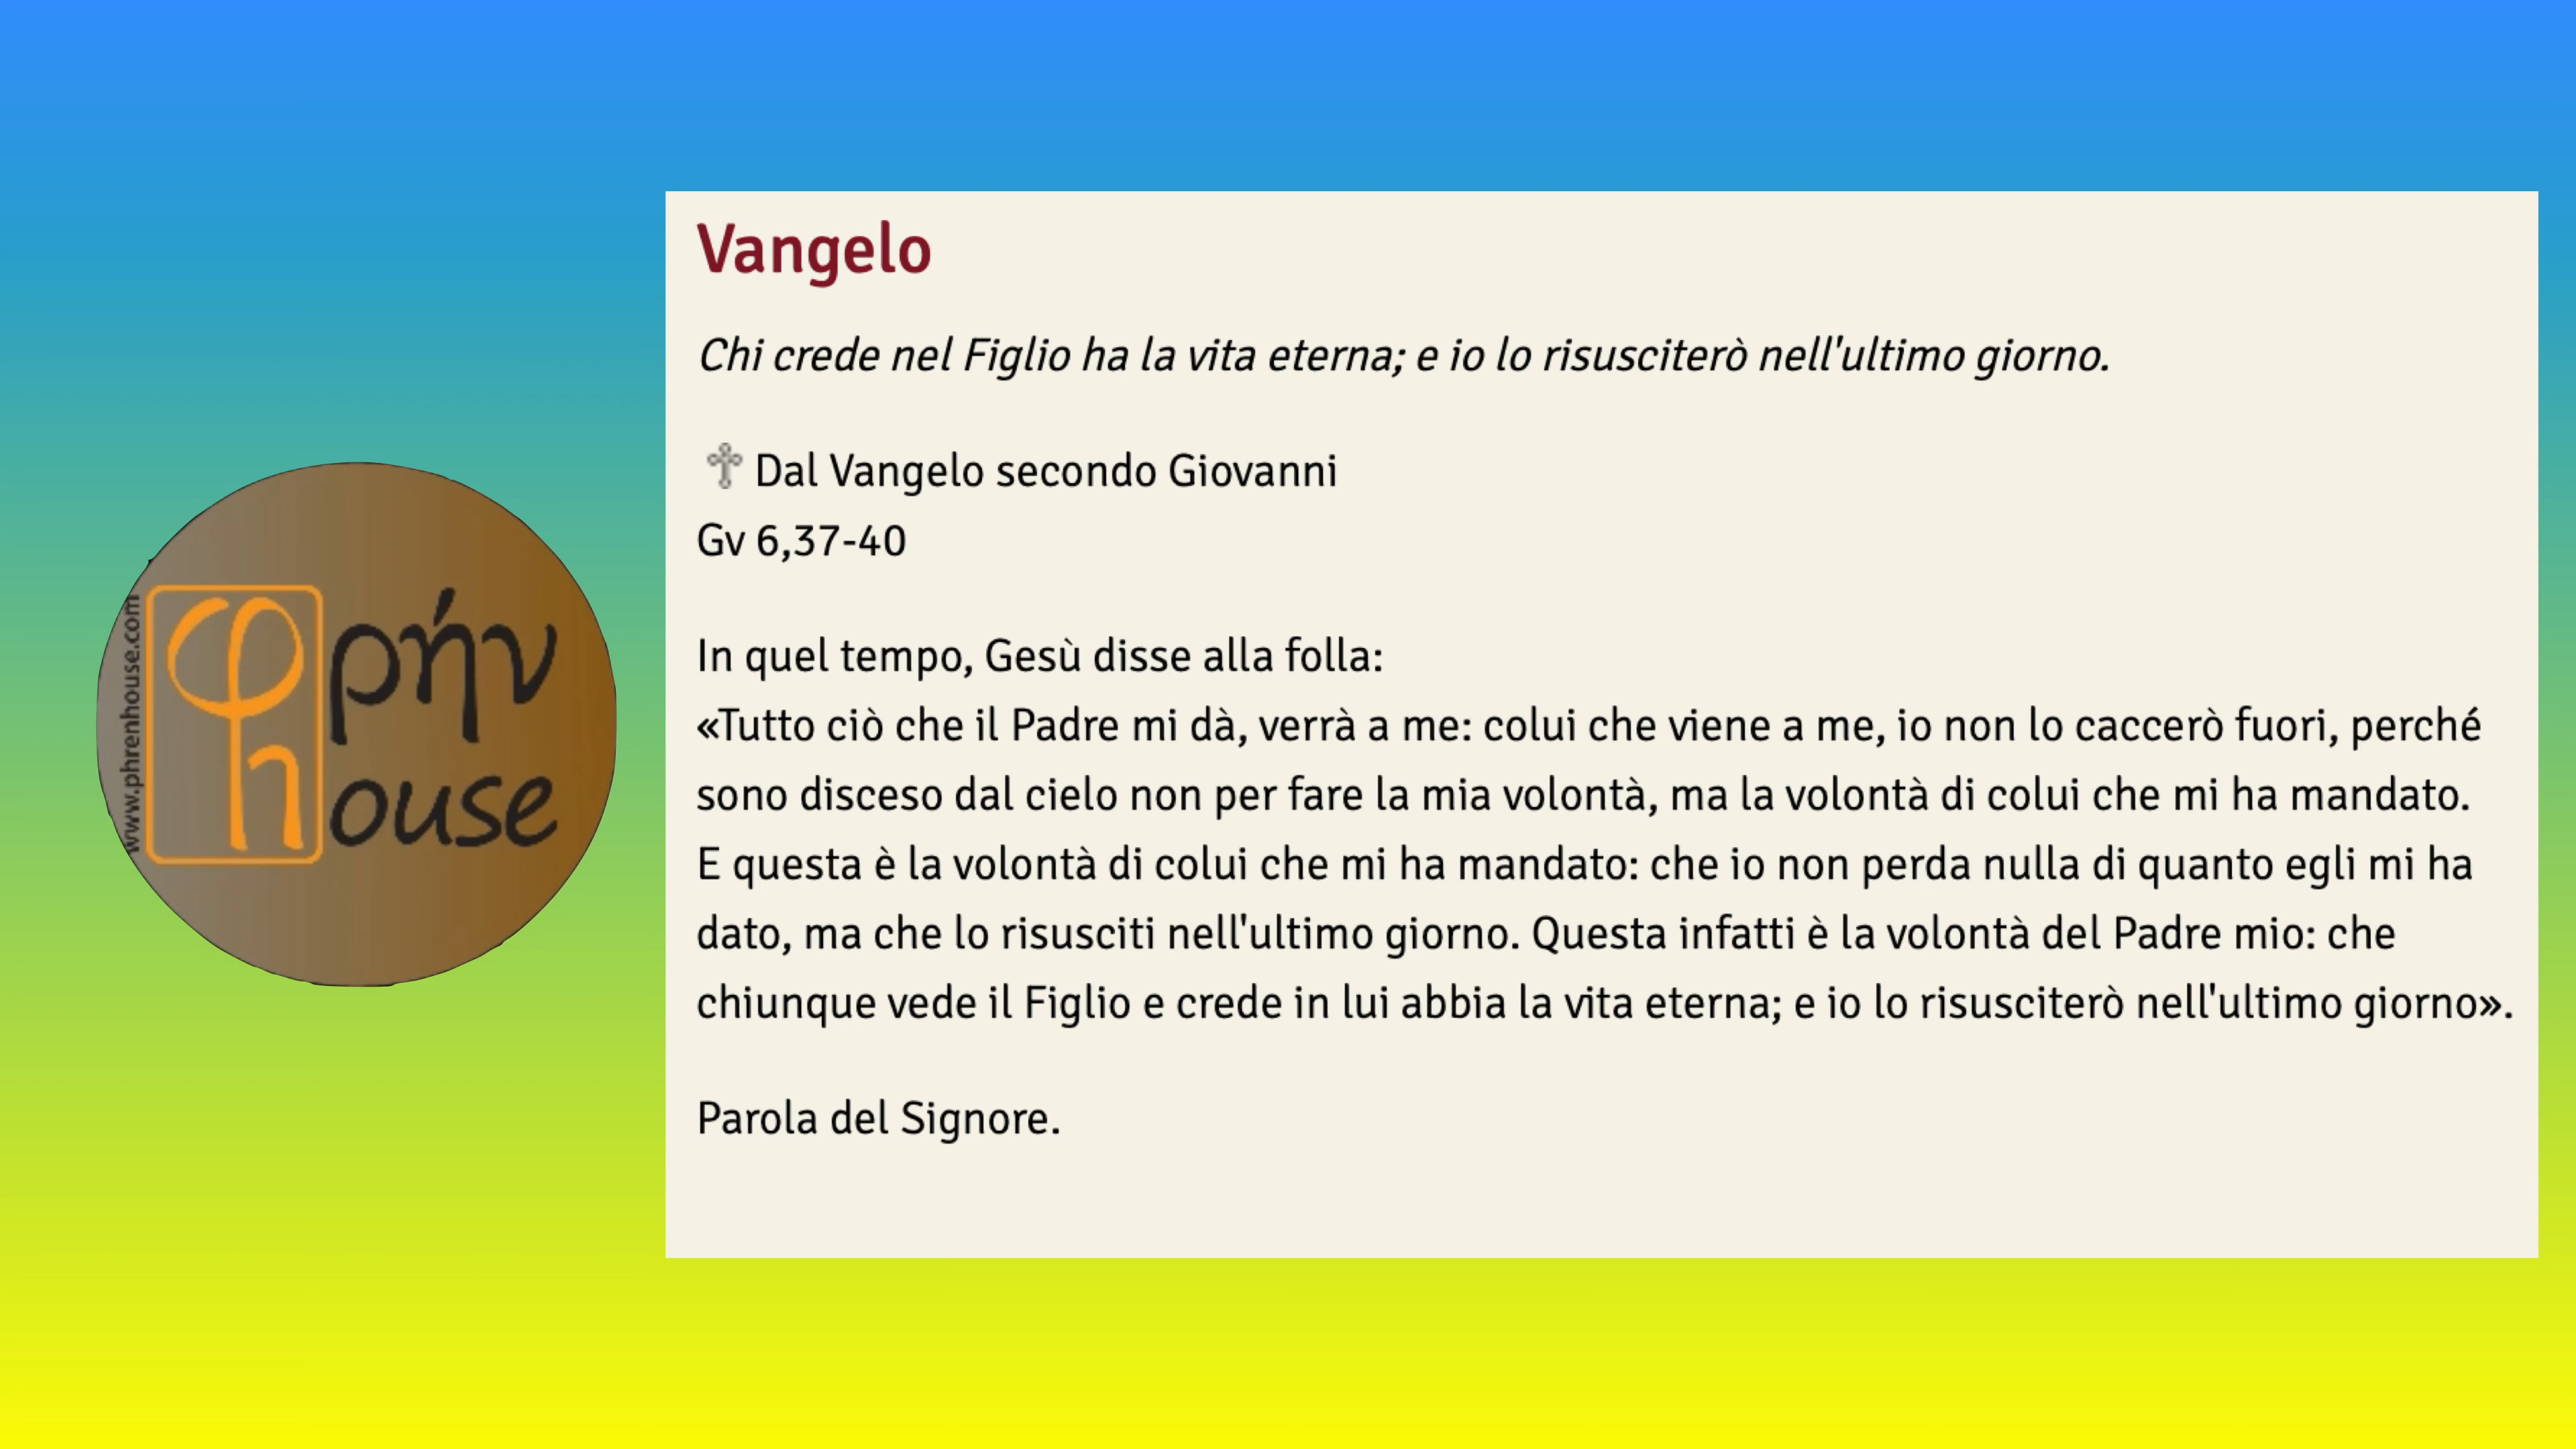 www.phrenhouse.com
φρήν
house
Vangelo
Chi crede nel Figlio ha la vita eterna; e io lo risusciterò nell'ultimo giorno.
Dal Vangelo secondo Giovanni
Gv 6,37-40
In quel tempo, Gesù disse alla folla:
«Tutto ciò che il Padre mi dà, verrà a me: colui che viene a me, io non lo caccerò fuori, perché
sono disceso dal cielo non per fare la mia volontà, ma la volontà di colui che mi ha mandato.
E questa è la volontà di colui che mi ha mandato: che io non perda nulla di quanto egli mi ha
dato, ma che lo risusciti nell'ultimo giorno. Questa infatti è la volontà del Padre mio: che
chiunque vede il Figlio e crede in lui abbia la vita eterna; e io lo risusciterò nell'ultimo giorno».
Parola del Signore.